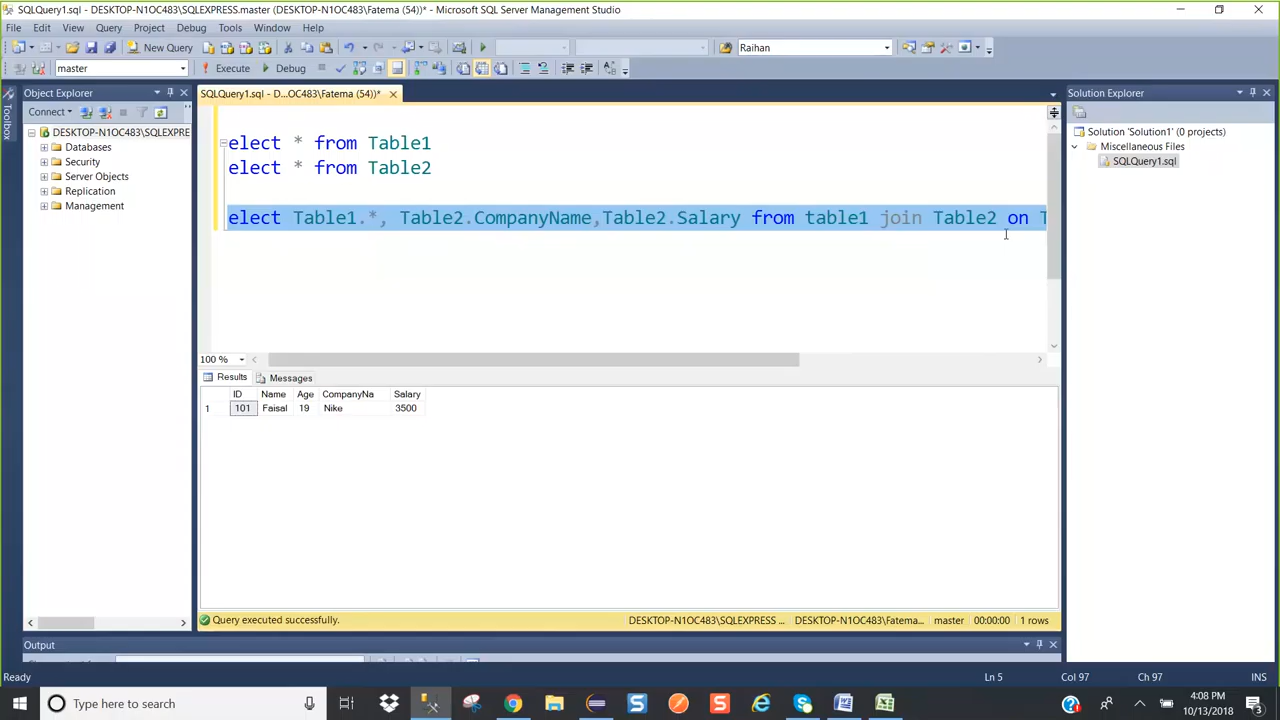 SQLQuery1.sql - DESKTOP-N1OC483\SQLEXPRESS.master (DESKTOP-N1OC483\Fatema (54))* - Microsoft SQL Server Management Studio
File Edit View Query Project Debug Tools Window Help
New Query Raihan
master Execute Debug
Toolbox
Object Explorer
Connect
DESKTOP-N1OC483\SQLEXPRE
Databases
Security
Server Objects
Replication
Management
SQLQuery1.sql - D...OC483\Fatema (54))*
elect * from Table1
elect * from Table2
elect Table1.*, Table2.CompanyName,Table2.Salary from table1 join Table2 on T
100 %
Results Messages
ID Name Age CompanyNa Salary
1 101 Faisal 19 Nike 3500
Query executed successfully. DESKTOP-N1OC483\SQLEXPRESS ... DESKTOP-N1OC483\Fatema... master 00:00:00 1 rows
Solution Explorer
Solution 'Solution1' (0 projects)
Miscellaneous Files
SQLQuery1.sql
Output
Ready Ln 5 Col 97 Ch 97 INS
Type here to search
4:08 PM
10/13/2018
3